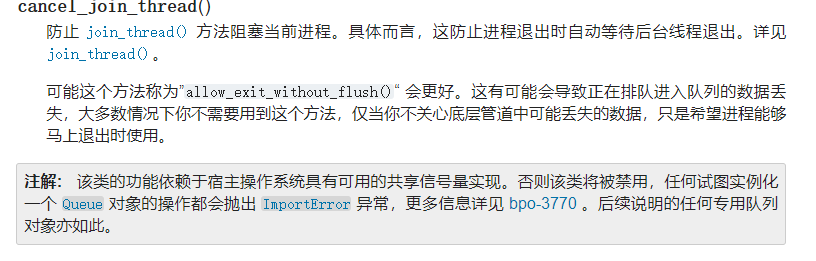 cancel_join_thread()
防止 join_thread() 方法阻塞当前进程。具体而言，这防止进程退出时自动等待后台线程退出。详见
join_thread()。
可能这个方法称为”allow_exit_without_flush()“ 会更好。这有可能会导致正在排队进入队列的数据丢
失，大多数情况下你不需要用到这个方法，仅当你不关心底层管道中可能丢失的数据，只是希望进程能够
马上退出时使用。
注解： 该类的功能依赖于宿主操作系统具有可用的共享信号量实现。否则该类将被禁用，任何试图实例化
一个 Queue 对象的操作都会抛出 ImportError 异常，更多信息详见 bpo-3770 。后续说明的任何专用队列
对象亦如此。